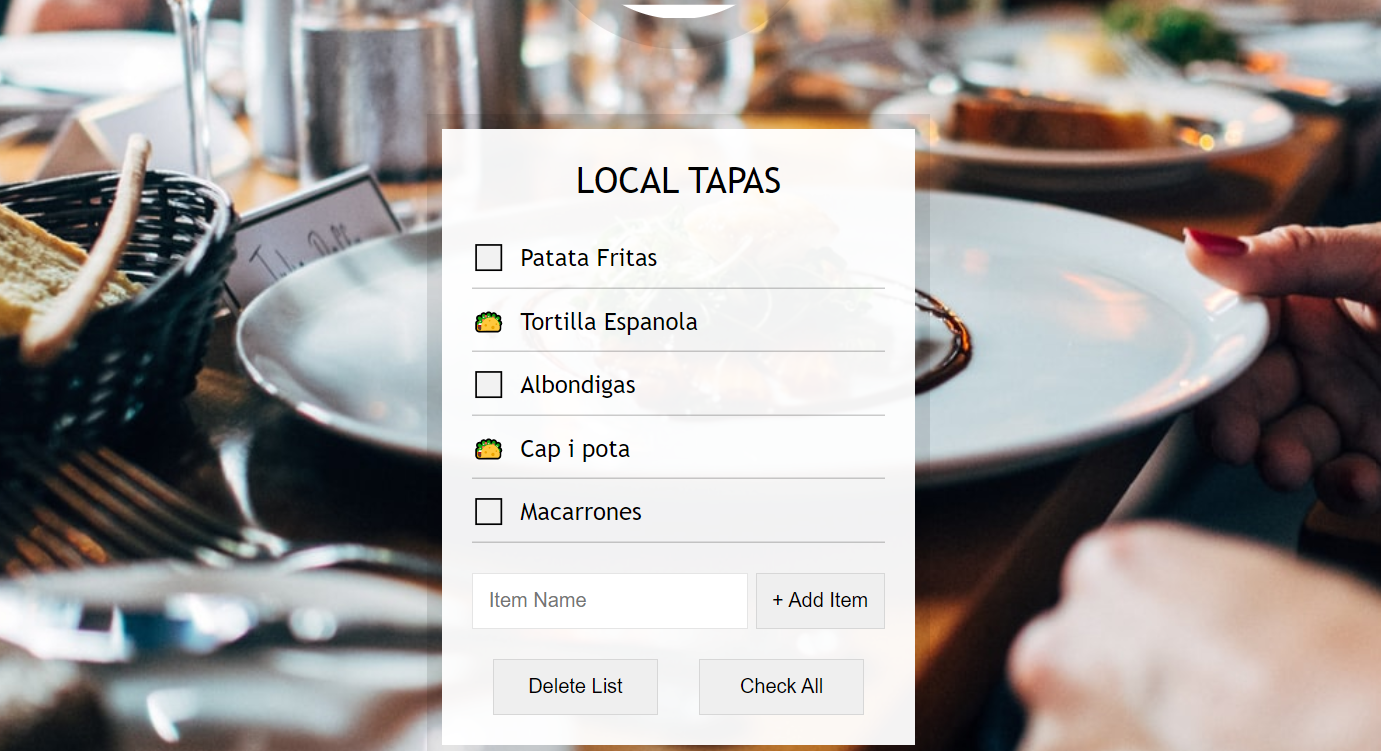 LOCAL TAPAS
Patata Fritas
Tortilla Espanola
Albondigas
Cap i pota
Macarrones
Item Name
+ Add Item
Delete List
Check All